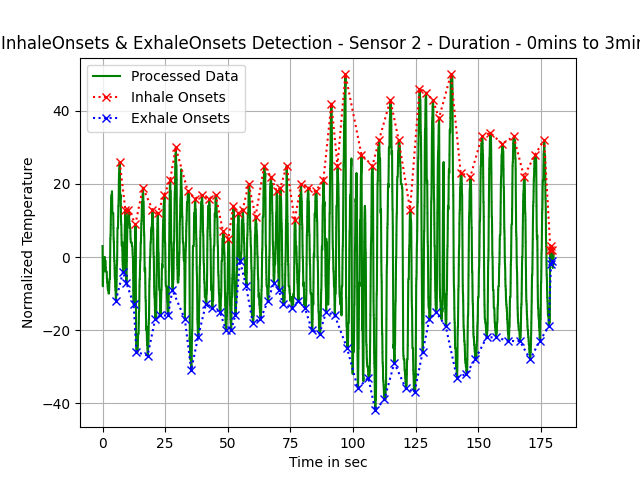 InhaleOnsets & ExhaleOnsets Detection - Sensor 2 - Duration - 0mins to 3min
Processed Data
Inhale Onsets
Exhale Onsets
40
20
0
−20
−40
Normalized Temperature
0 25 50 75 100 125 150 175
Time in sec